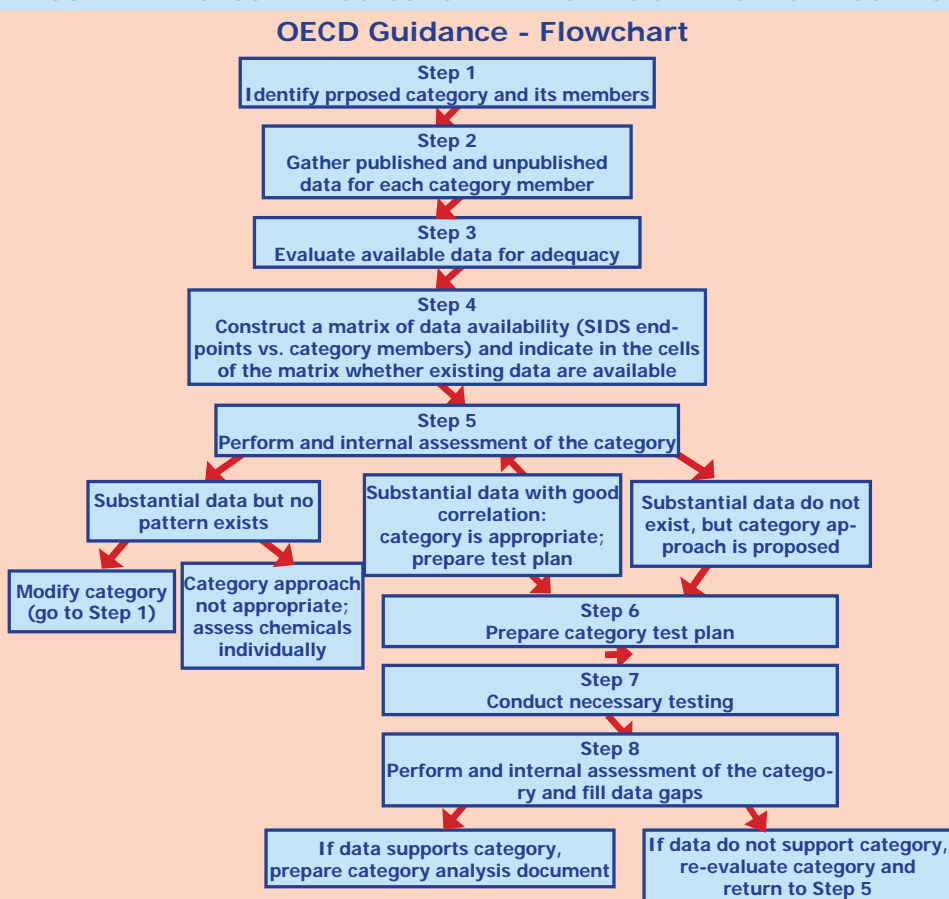 OECD Guidance - Flowchart
Step 1
Identify prposed category and its members
Step 2
Gather published and unpublished
data for each category member
Step 3
Evaluate available data for adequacy
Step 4
Construct a matrix of data availability (SIDS end-
points vs. category members) and indicate in the cells
of the matrix whether existing data are available
Step 5
Perform and internal assessment of the category
Substantial data but no
pattern exists
Substantial data with good
correlation:
category is appropriate;
prepare test plan
Substantial data do not
exist, but category ap-
proach is proposed
Modify category
(go to Step 1)
Category approach
not appropriate;
assess chemicals
individually
Step 6
Prepare category test plan
Step 7
Conduct necessary testing
Step 8
Perform and internal assessment of the catego-
ry and fill data gaps
If data supports category,
prepare category analysis document
If data do not support category,
re-evaluate category and
return to Step 5